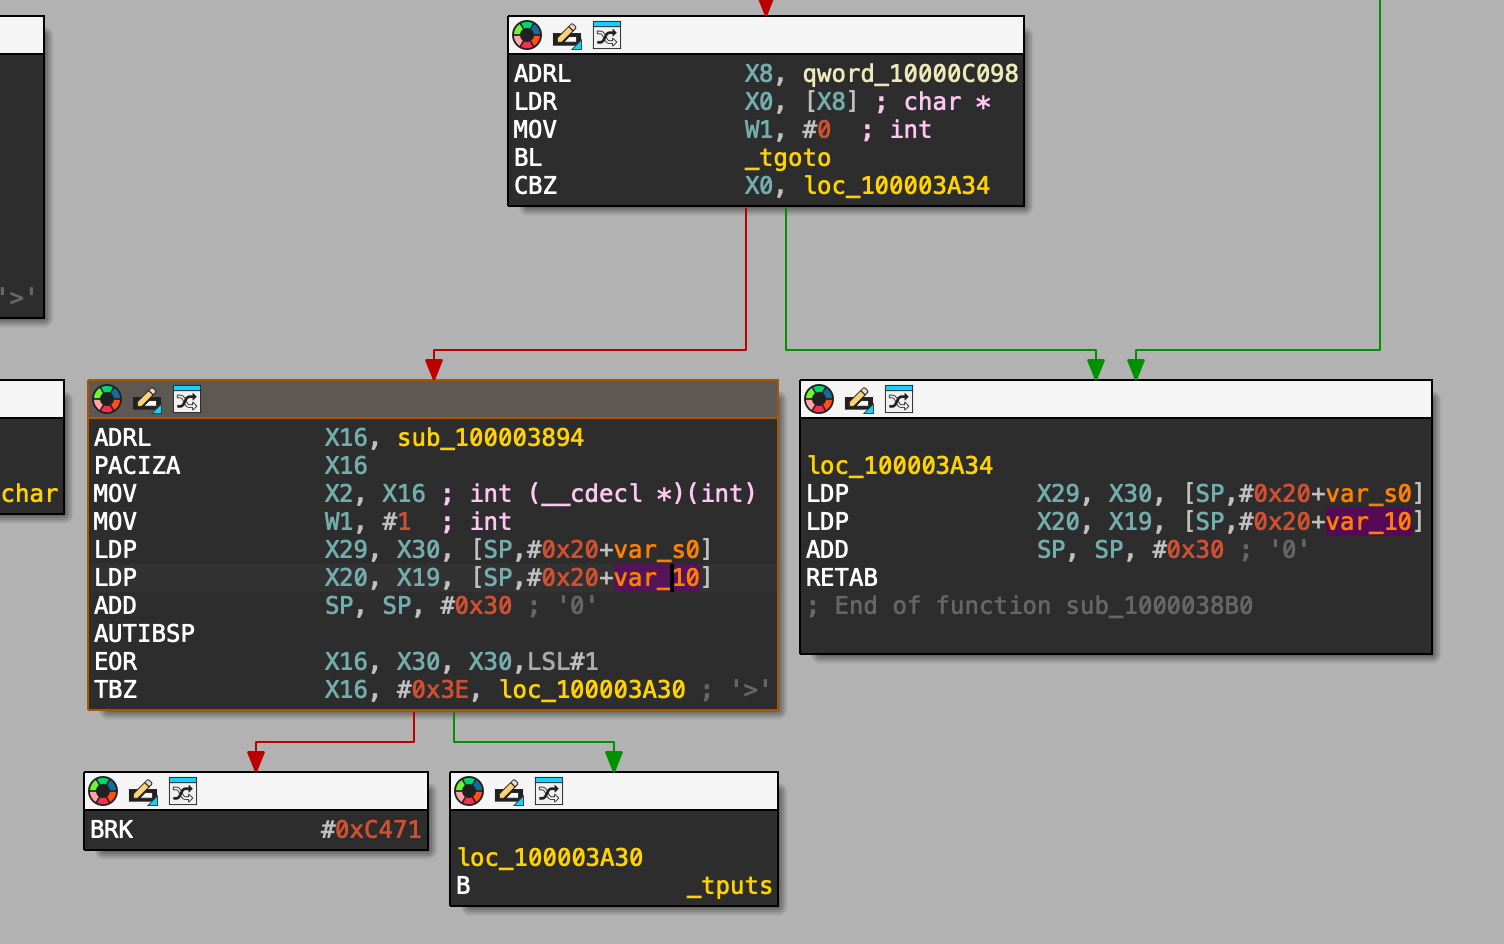 ADRL X8, qword_10000C098
LDR X0, [X8] ; char *
MOV W1, #0 ; int
BL _tgoto
CBZ X0, loc_100003A34
'>'
char
ADRL X16, sub_100003894
PACIZA X16
MOV X2, X16 ; int (__cdecl *)(int)
MOV W1, #1 ; int
LDP X29, X30, [SP,#0x20+var_s0]
LDP X20, X19, [SP,#0x20+var_10]
ADD SP, SP, #0x30 ; '0'
AUTIBSP
EOR X16, X30, X30,LSL#1
TBZ X16, #0x3E, loc_100003A30 ; '>'
loc_100003A34
LDP X29, X30, [SP,#0x20+var_s0]
LDP X20, X19, [SP,#0x20+var_10]
ADD SP, SP, #0x30 ; '0'
RETAB
; End of function sub_1000038B0
BRK #0xC471
loc_100003A30
B _tputs